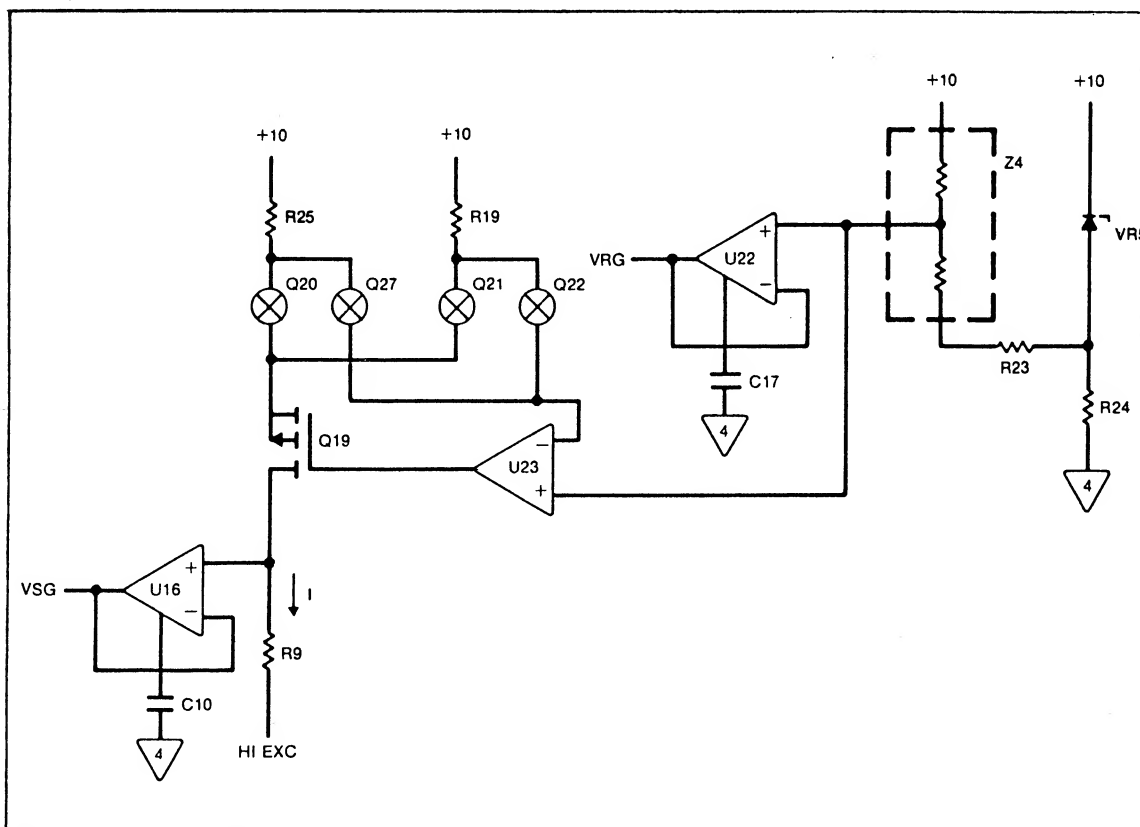 +10
+10
+10
+10
Z4
R25
R19
VR5
VRG
U22
+
−
Q20
Q27
Q21
Q22
R23
C17
R24
4
4
Q19
U23
−
+
VSG
U16
+
−
I
R9
C10
4
HI EXC